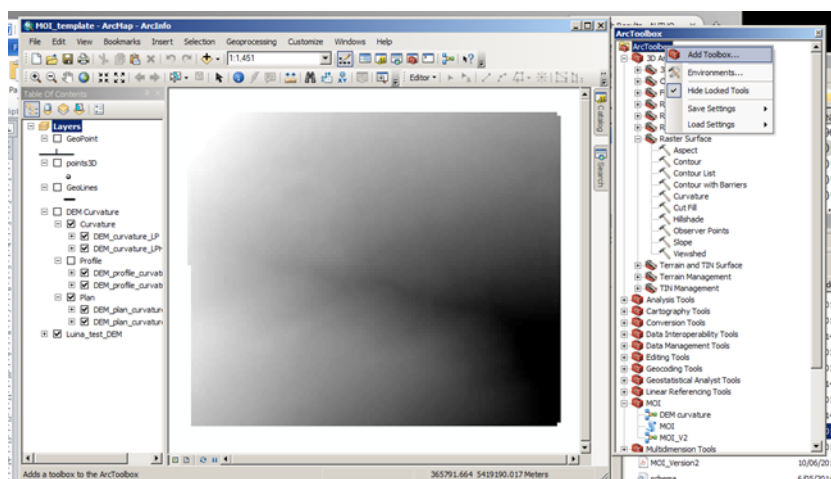 MOI_template - ArcMap - ArcInfo
File Edit View Bookmarks Insert Selection Geoprocessing Customize Windows Help
1:1,451
Editor
Table Of Contents
Layers
GeoPoint
points3D
GeoLines
DEM Curvature
Curvature
DEM_curvature_LP
DEM_curvature_LPH
Profile
DEM_profile_curvat
DEM_profile_curvat
Plan
DEM_plan_curvature
DEM_plan_curvature
Luina_test_DEM
Catalog
Search
Adds a toolbox to the ArcToolbox
365791.664 5419190.017 Meters
ArcToolbox
ArcToolbox
Add Toolbox...
Environments...
Hide Locked Tools
Save Settings
Load Settings
Raster Surface
Aspect
Contour
Contour List
Contour with Barriers
Curvature
Cut Fill
Hillshade
Observer Points
Slope
Viewshed
Terrain and TIN Surface
Terrain Management
TIN Management
Analysis Tools
Cartography Tools
Conversion Tools
Data Interoperability Tools
Data Management Tools
Editing Tools
Geocoding Tools
Geostatistical Analyst Tools
Linear Referencing Tools
MOI
DEM curvature
MOI
MOI_V2
Multidimension Tools
MOI_Version2